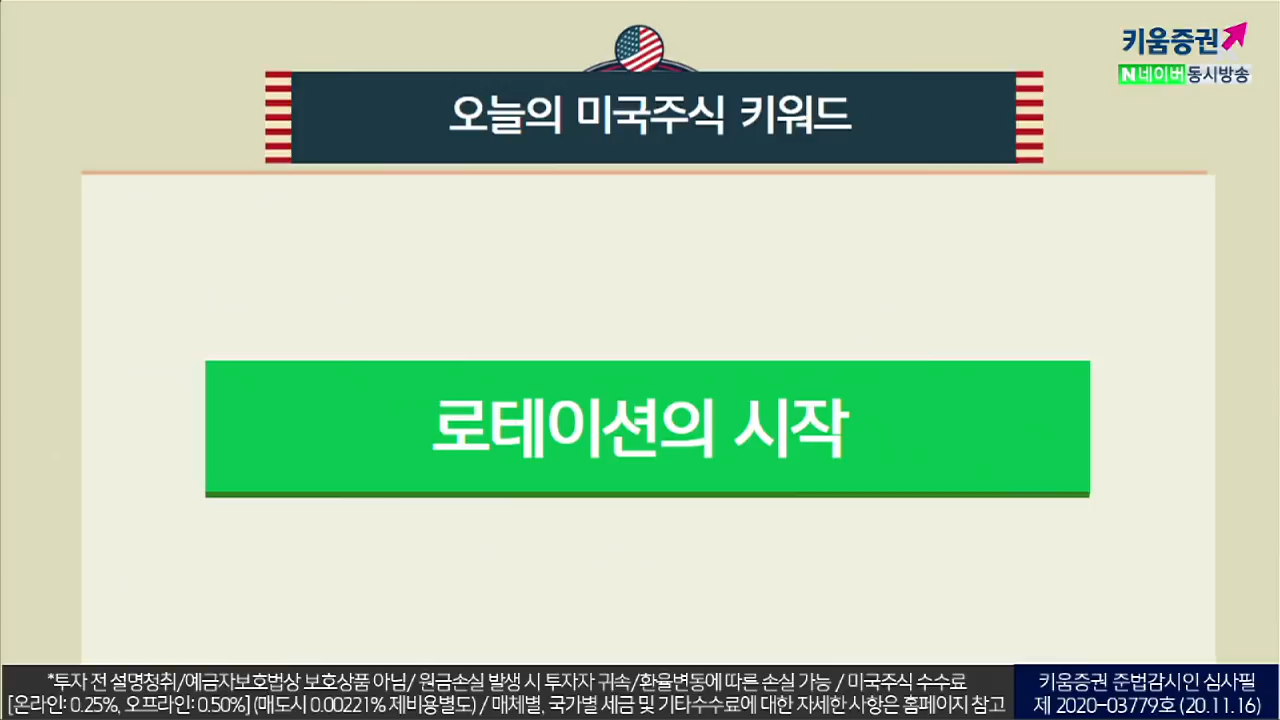 키움증권
N네이버 동시방송
오늘의 미국주식 키워드
로테이션의 시작
*투자 전 설명청취/예금자보호법상 보호상품 아님/ 원금손실 발생 시 투자자 귀속/환율변동에 따른 손실 가능 / 미국주식 수수료
[온라인: 0.25%, 오프라인: 0.50%] (매도시 0.00221% 제비용별도) / 매체별, 국가별 세금 및 기타수수료에 대한 자세한 사항은 홈페이지 참고
키움증권 준법감시인 심사필
제 2020-03779호 (20.11.16)